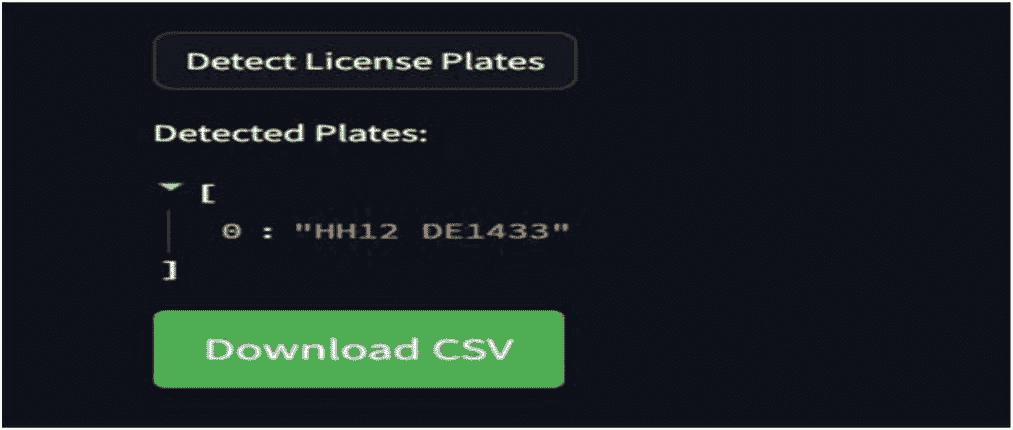 Detect License Plates
Detected Plates:
[
0 : "HH12 DE1433"
]
Download CSV